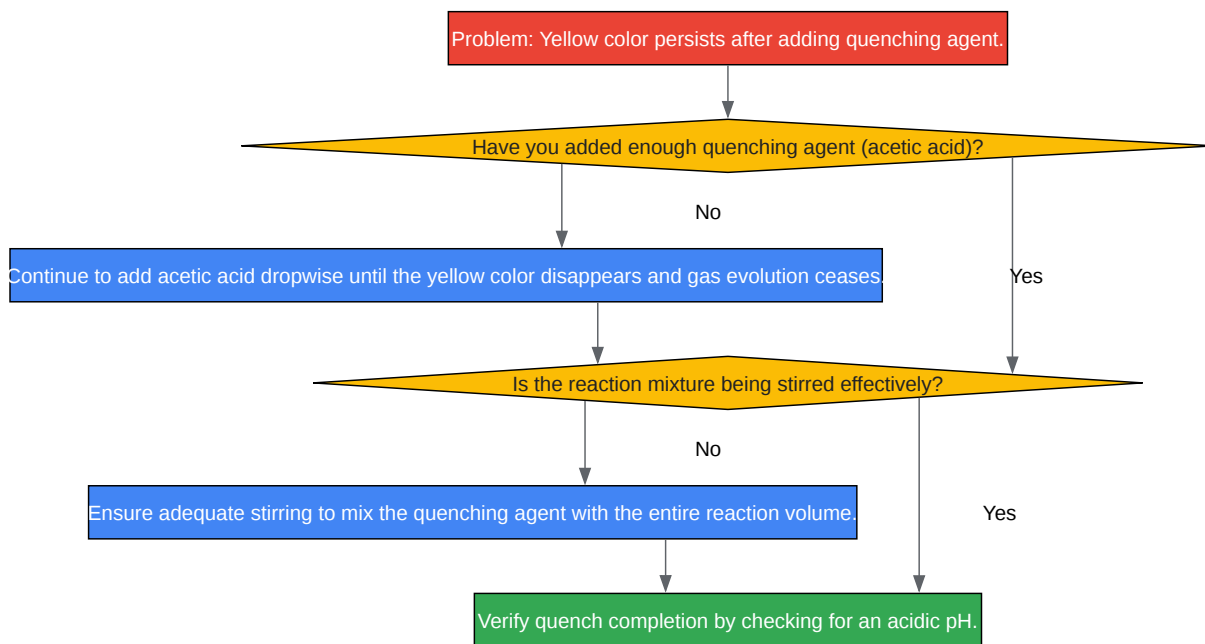 Problem: Yellow color persists after adding quenching agent.
Have you added enough quenching agent (acetic acid)?
No
Continue to add acetic acid dropwise until the yellow color disappears and gas evolution ceases.
Yes
Is the reaction mixture being stirred effectively?
No
Ensure adequate stirring to mix the quenching agent with the entire reaction volume.
Yes
Verify quench completion by checking for an acidic pH.